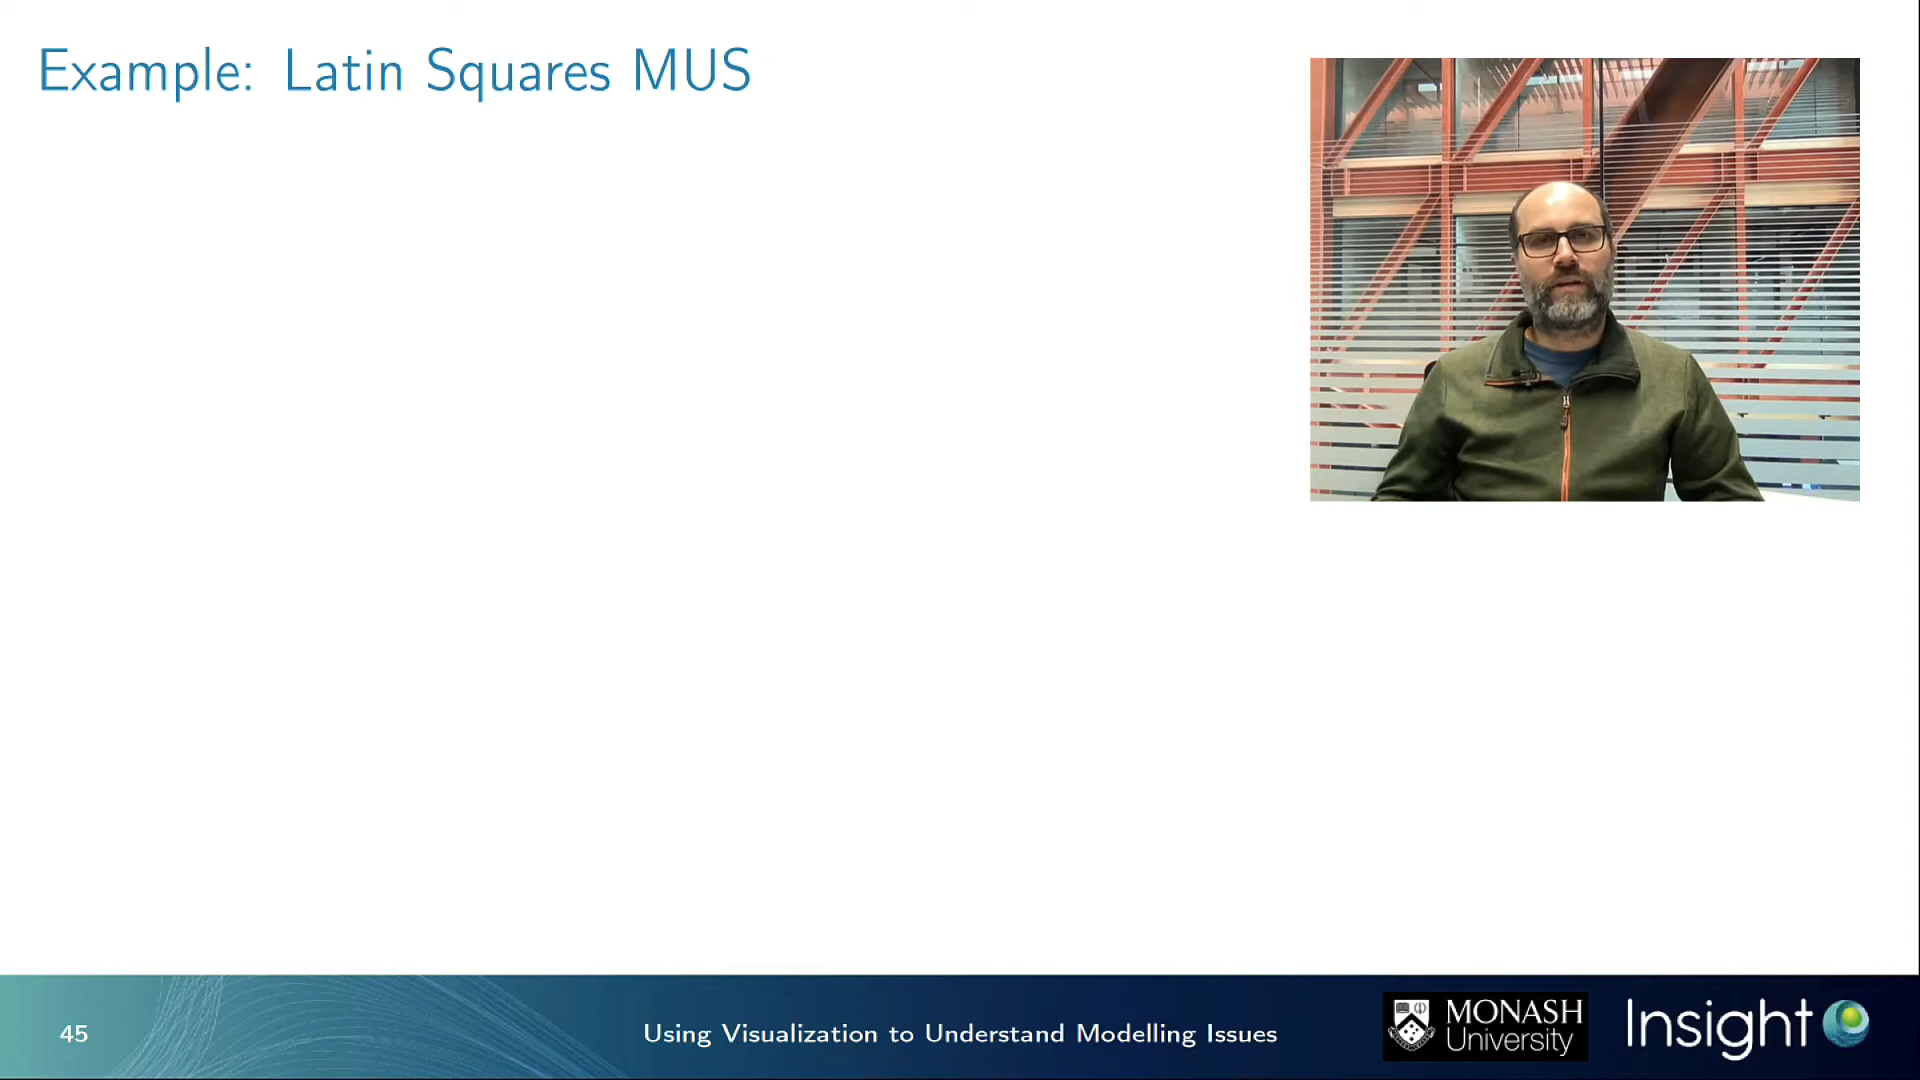 Example: Latin Squares MUS
45
Using Visualization to Understand Modelling Issues
MONASH
University
Insight